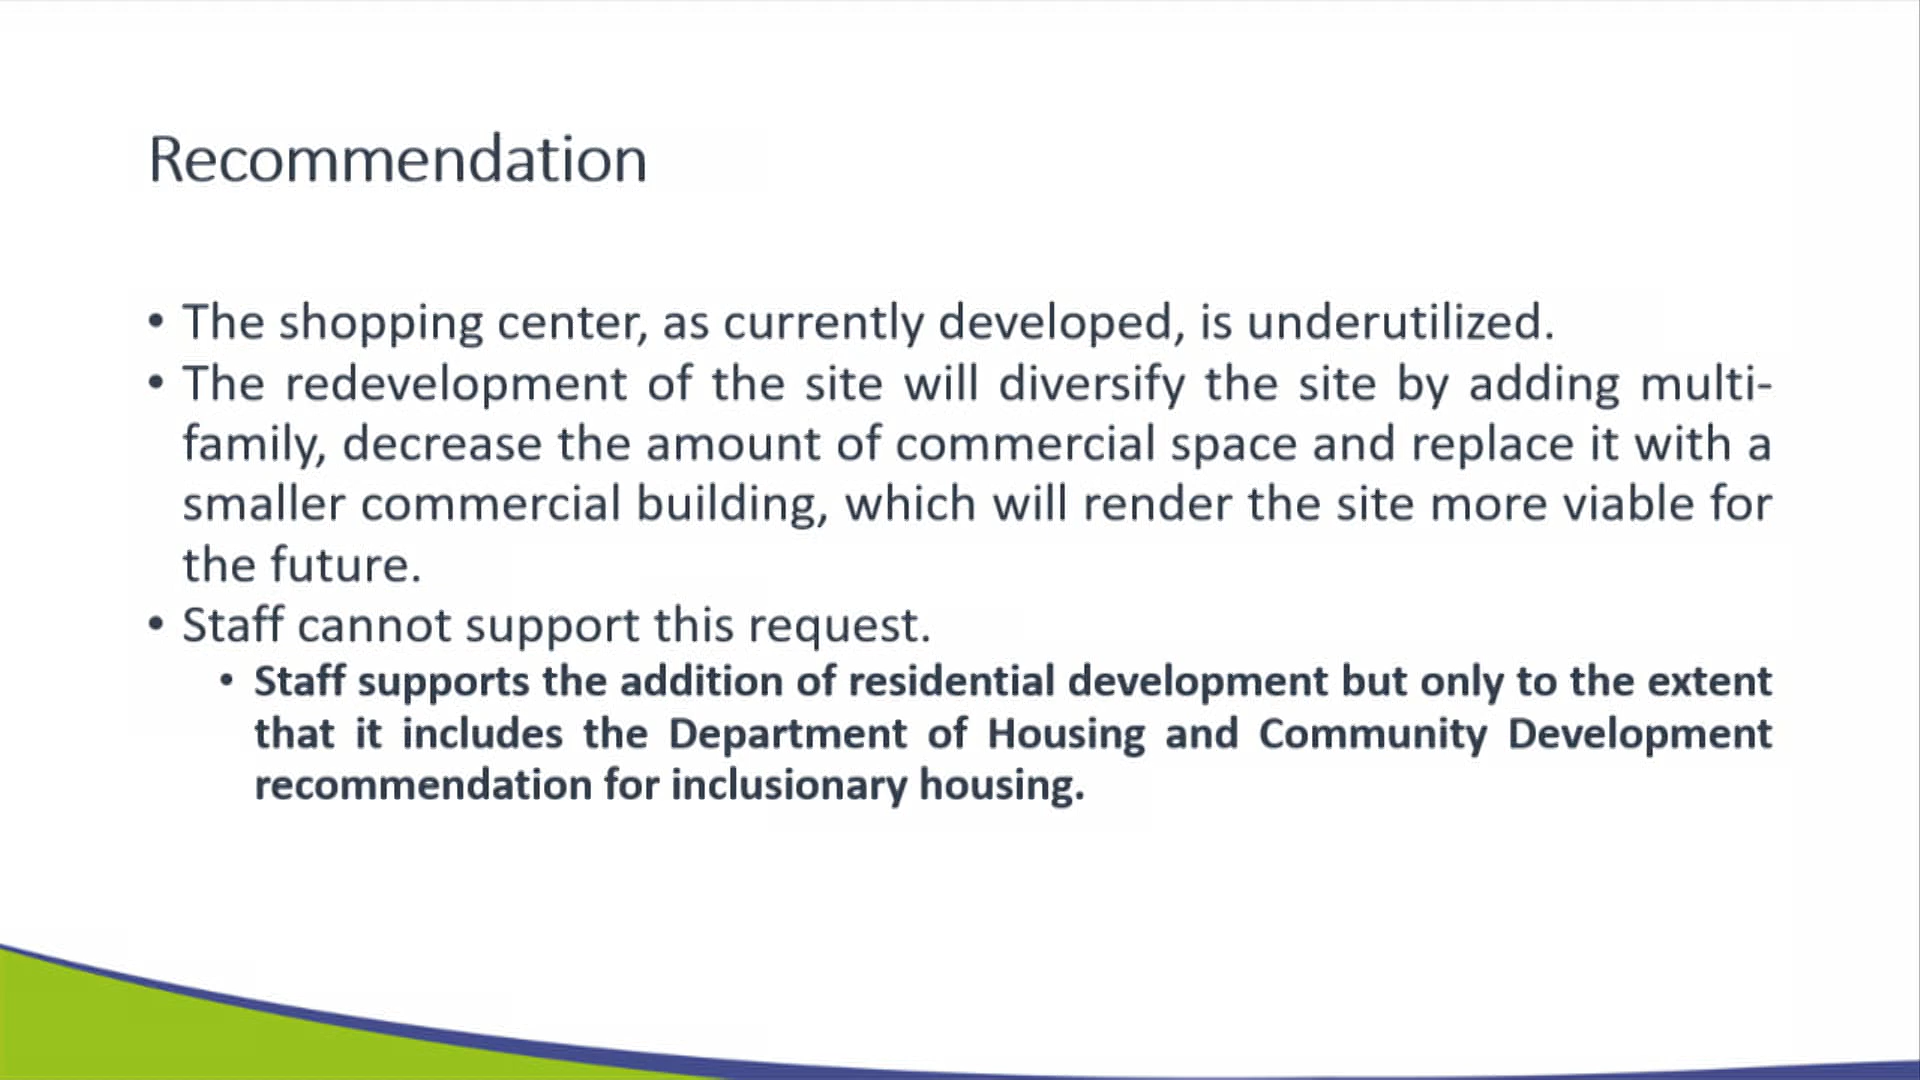 Recommendation
• The shopping center, as currently developed, is underutilized.
• The redevelopment of the site will diversify the site by adding multi-
family, decrease the amount of commercial space and replace it with a
smaller commercial building, which will render the site more viable for
the future.
• Staff cannot support this request.
• Staff supports the addition of residential development but only to the extent
that it includes the Department of Housing and Community Development
recommendation for inclusionary housing.